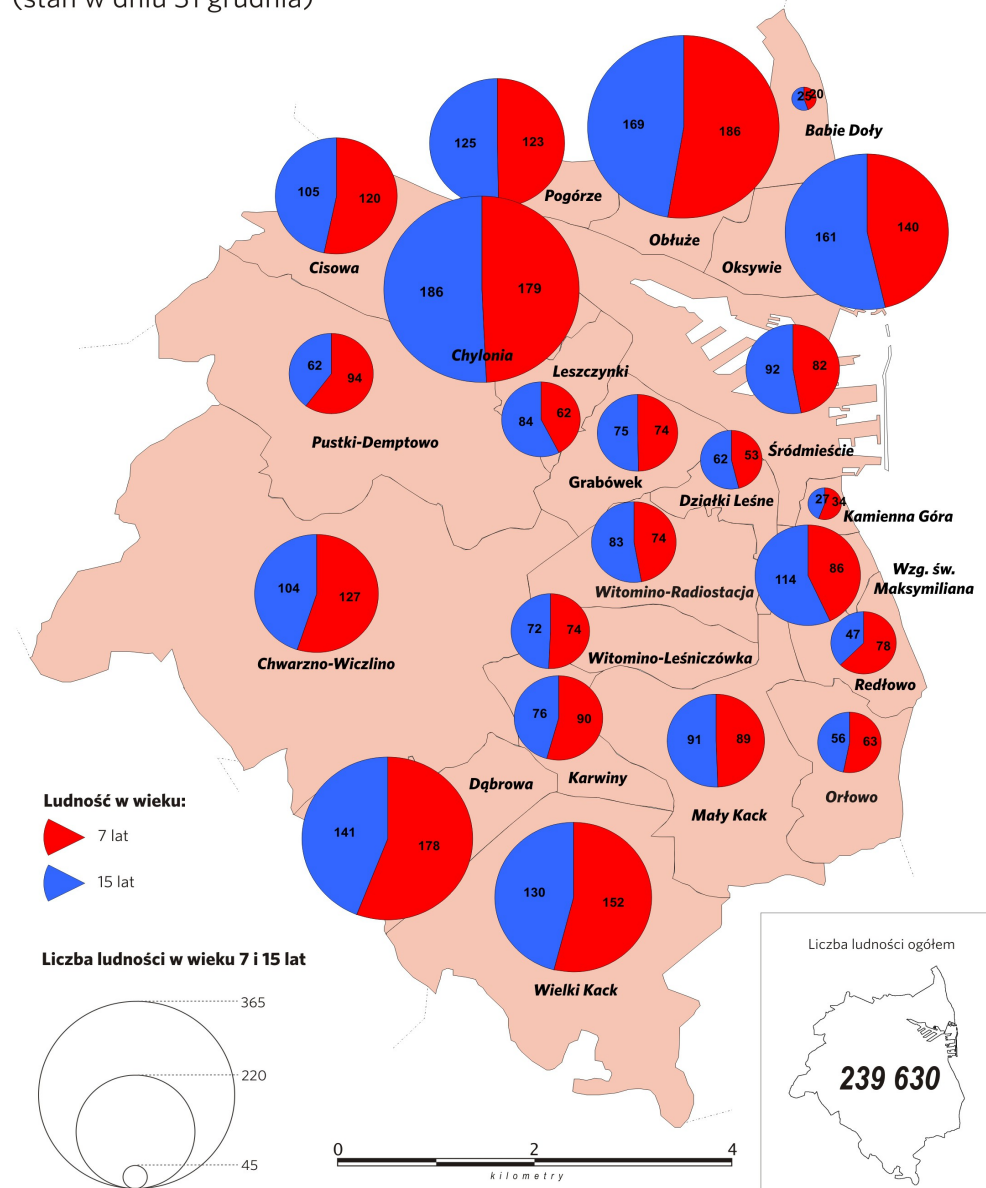 (stan w dniu 31 grudnia)
25
20
Babie Doły
169
186
125
123
Pogórze
105
120
Cisowa
Obłuże
161
140
Oksywie
186
179
Chylonia
Leszczynki
62
94
Pustki-Demptowo
92
82
84
62
75
74
Grabówek
62
53
Śródmieście
Działki Leśne
27
34
Kamienna Góra
83
74
Witomino-Radiostacja
114
86
Wzg. św.
Maksymiliana
104
127
Chwarzno-Wiczlino
72
74
Witomino-Leśniczówka
47
78
Redłowo
76
90
Karwiny
91
89
Mały Kack
56
63
Orłowo
Dąbrowa
141
178
130
152
Wielki Kack
Ludność w wieku:
7 lat
15 lat
Liczba ludności w wieku 7 i 15 lat
365
220
45
0 2 4
kilometry
Liczba ludności ogółem
239 630